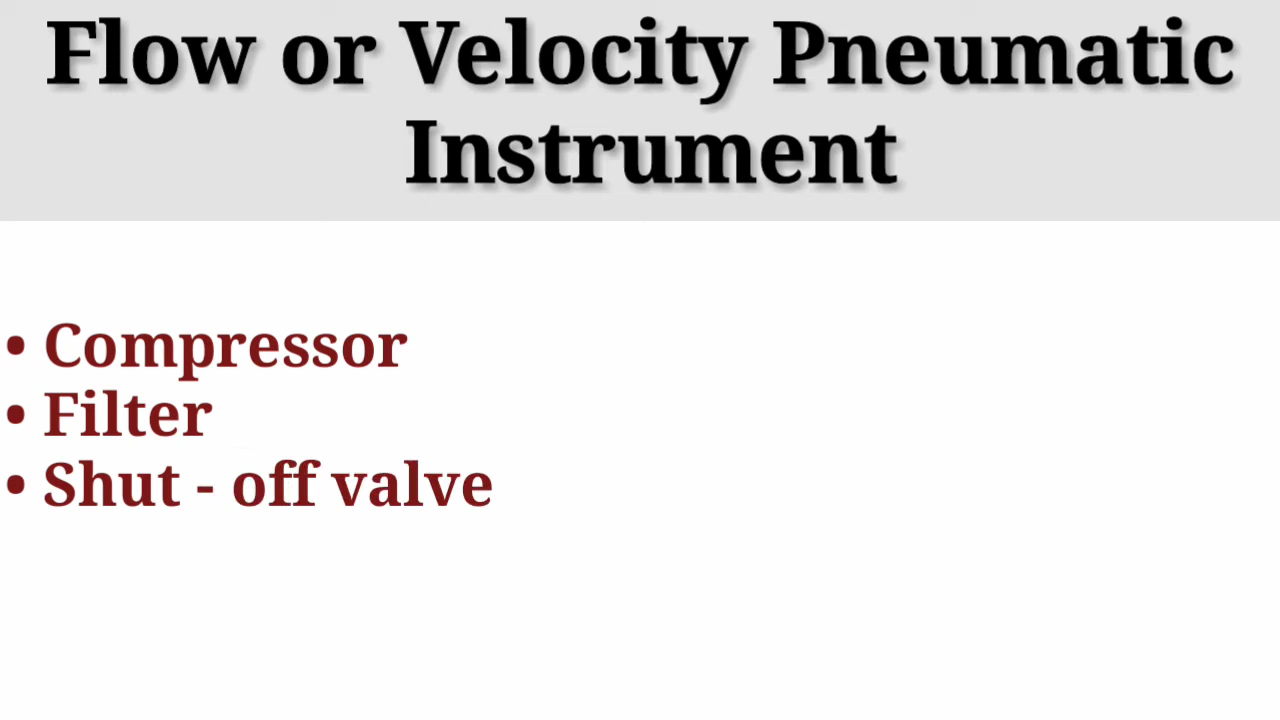 Flow or Velocity Pneumatic
Instrument
• Compressor
• Filter
• Shut - off valve